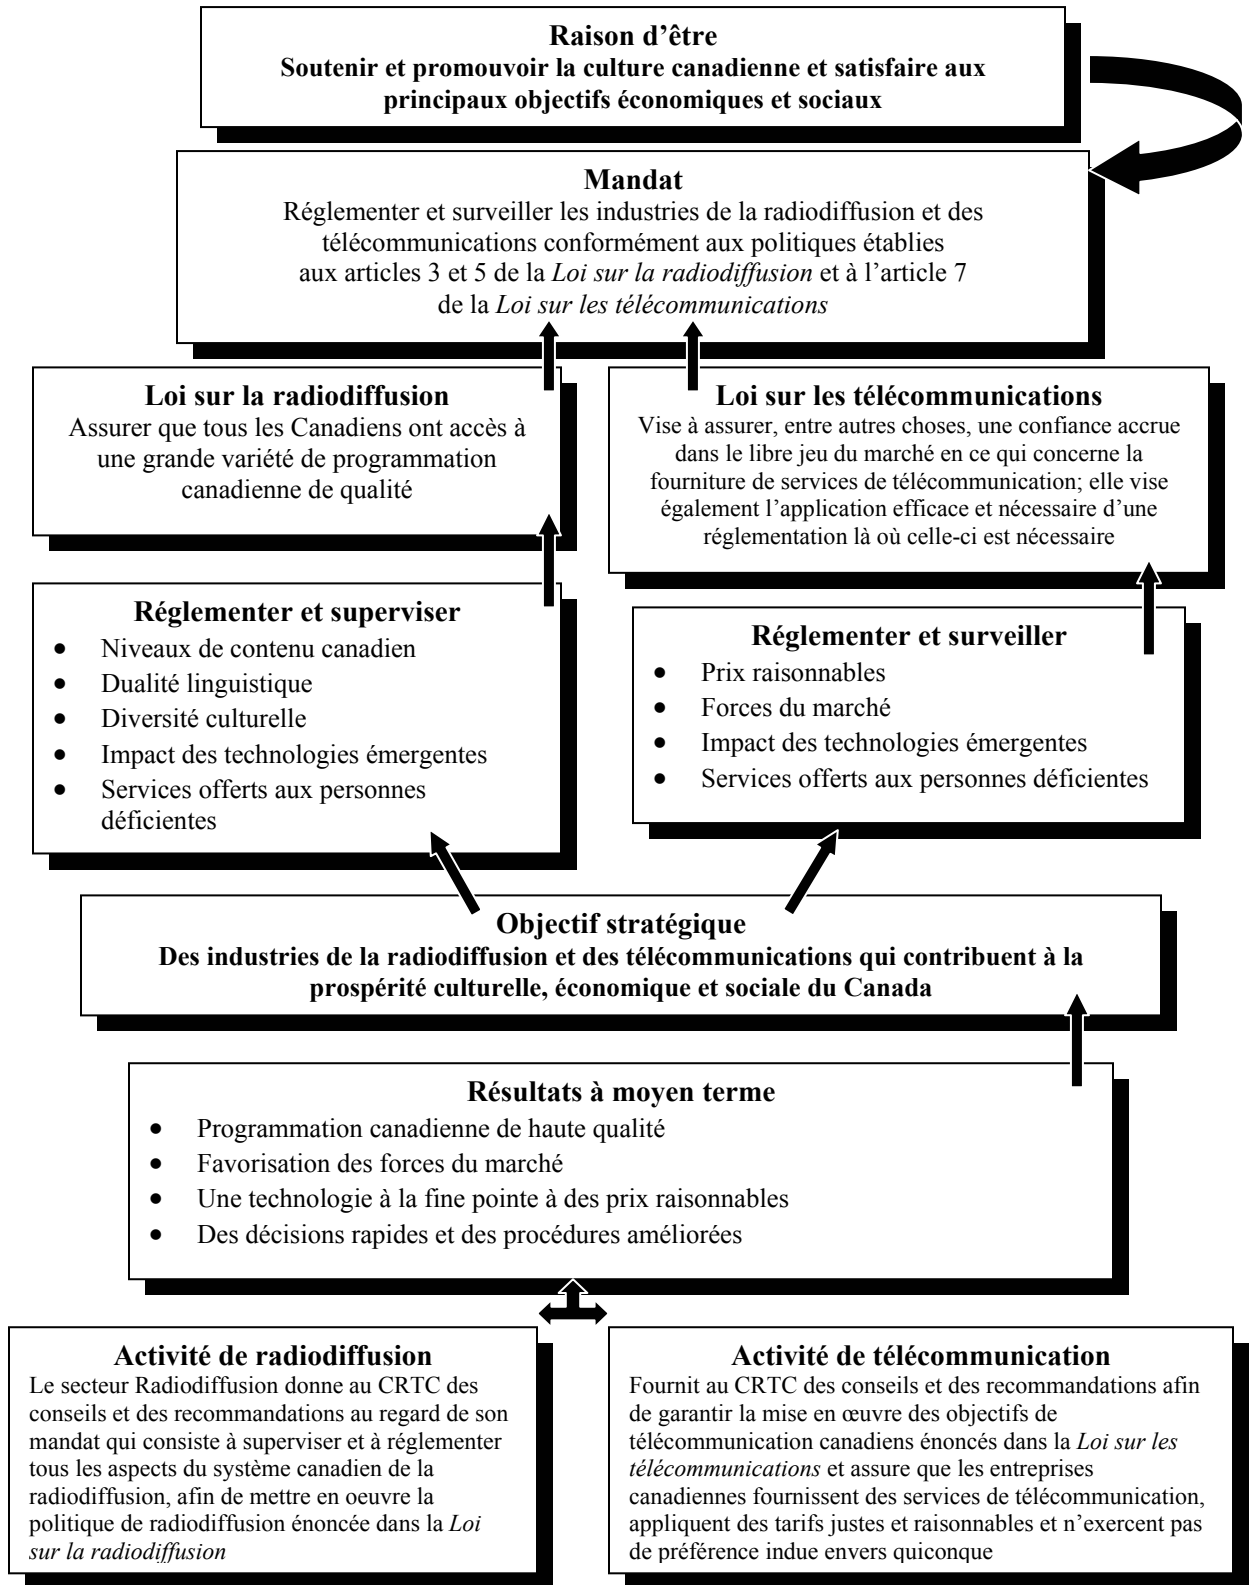 Raison d’être
Soutenir et promouvoir la culture canadienne et satisfaire aux
principaux objectifs économiques et sociaux
Mandat
Réglementer et surveiller les industries de la radiodiffusion et des
télécommunications conformément aux politiques établies
aux articles 3 et 5 de la Loi sur la radiodiffusion et à l’article 7
de la Loi sur les télécommunications
Loi sur la radiodiffusion
Assurer que tous les Canadiens ont accès à
une grande variété de programmation
canadienne de qualité
Loi sur les télécommunications
Vise à assurer, entre autres choses, une confiance accrue
dans le libre jeu du marché en ce qui concerne la
fourniture de services de télécommunication; elle vise
également l’application efficace et nécessaire d’une
réglementation là où celle-ci est nécessaire
Réglementer et superviser
• Niveaux de contenu canadien
• Dualité linguistique
• Diversité culturelle
• Impact des technologies émergentes
• Services offerts aux personnes
déficientes
Réglementer et surveiller
• Prix raisonnables
• Forces du marché
• Impact des technologies émergentes
• Services offerts aux personnes déficientes
Objectif stratégique
Des industries de la radiodiffusion et des télécommunications qui contribuent à la
prospérité culturelle, économique et sociale du Canada
Résultats à moyen terme
• Programmation canadienne de haute qualité
• Favorisation des forces du marché
• Une technologie à la fine pointe à des prix raisonnables
• Des décisions rapides et des procédures améliorées
Activité de radiodiffusion
Le secteur Radiodiffusion donne au CRTC des
conseils et des recommandations au regard de son
mandat qui consiste à superviser et à réglementer
tous les aspects du système canadien de la
radiodiffusion, afin de mettre en oeuvre la
politique de radiodiffusion énoncée dans la Loi
sur la radiodiffusion
Activité de télécommunication
Fournit au CRTC des conseils et des recommandations afin
de garantir la mise en œuvre des objectifs de
télécommunication canadiens énoncés dans la Loi sur les
télécommunications et assure que les entreprises
canadiennes fournissent des services de télécommunication,
appliquent des tarifs justes et raisonnables et n’exercent pas
de préférence indue envers quiconque